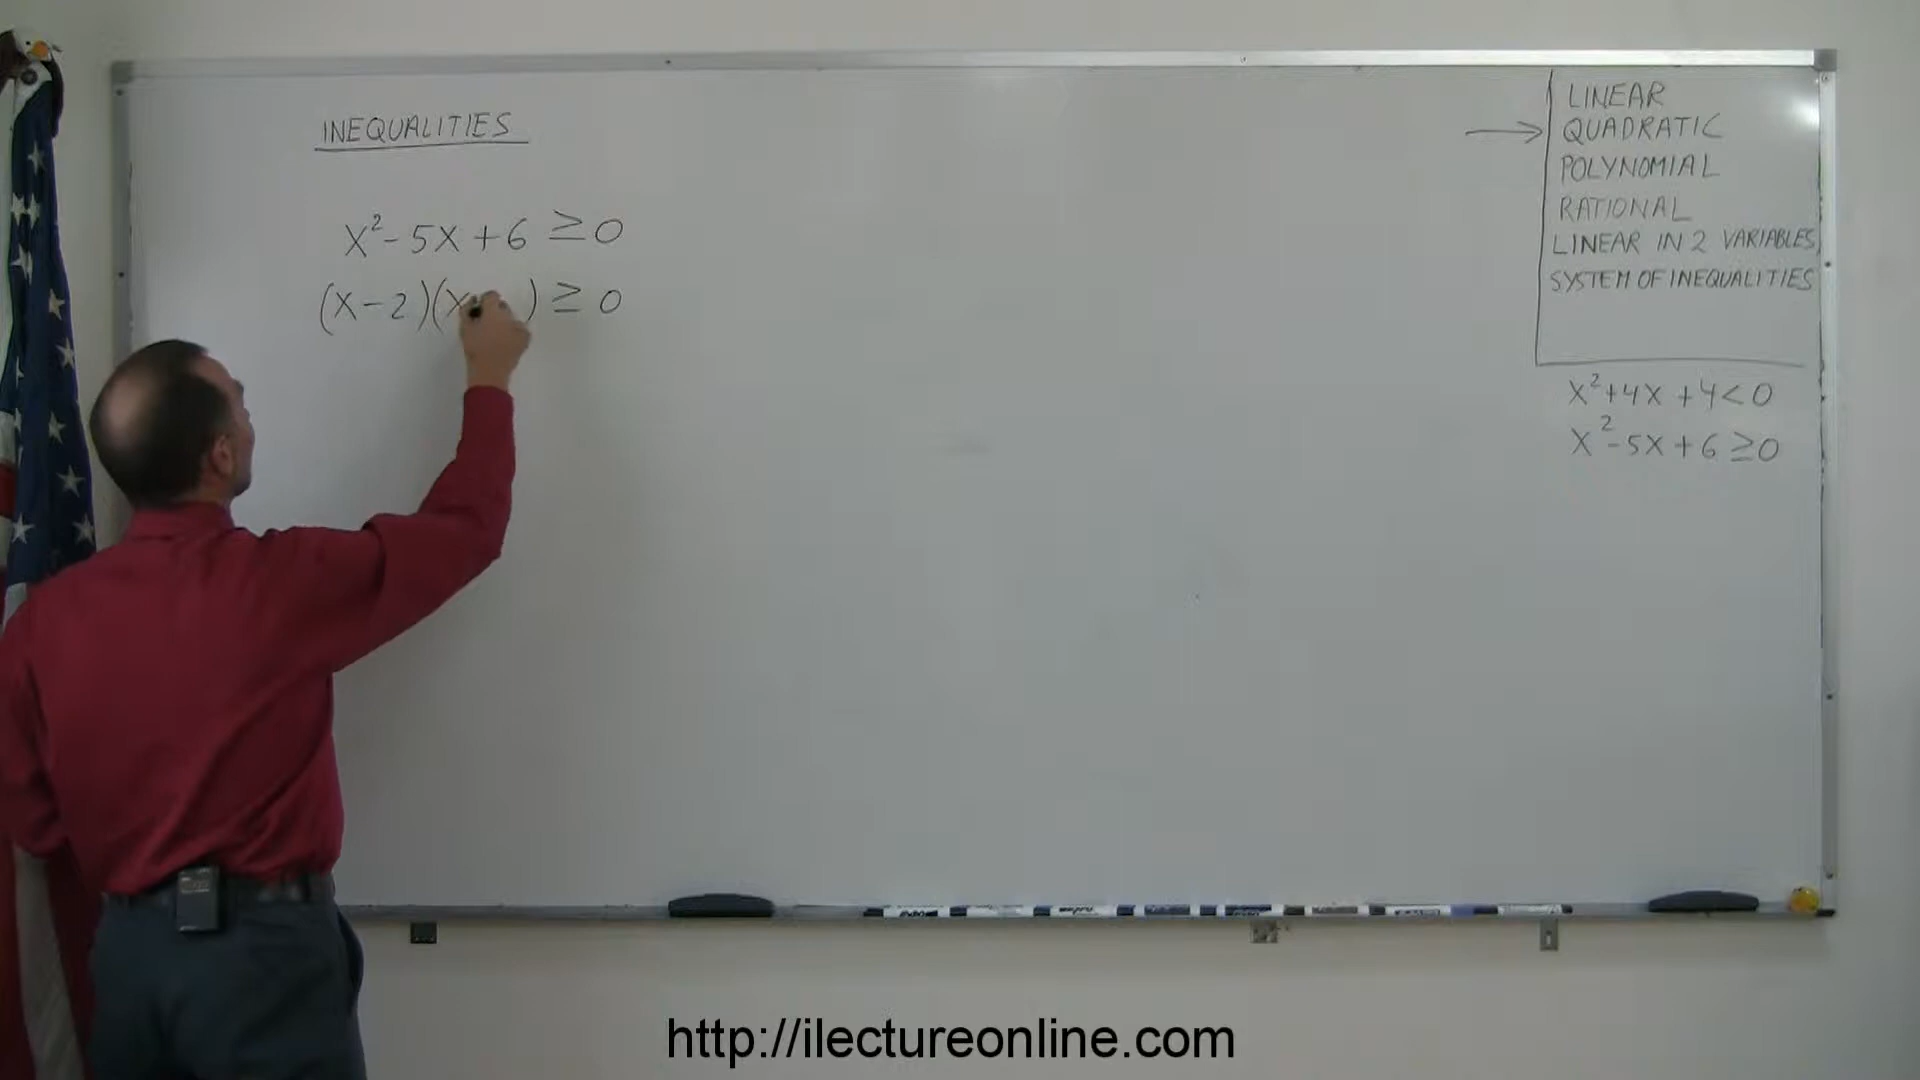 INEQUALITIES
x² - 5x + 6 ≥ 0
(x - 2)(x ) ≥ 0
LINEAR
→ QUADRATIC
POLYNOMIAL
RATIONAL
LINEAR IN 2 VARIABLES
SYSTEM OF INEQUALITIES
x² + 4x + 4 < 0
x² - 5x + 6 ≥ 0
http://ilectureonline.com